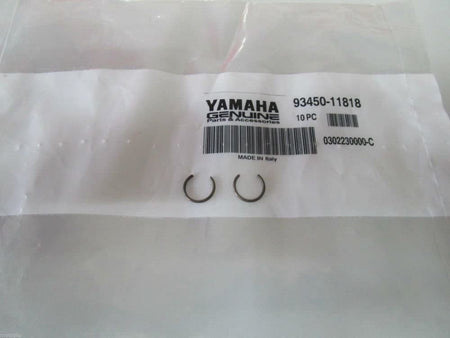 YAMAHA
GENUINE
Parts & Accessories
93450-11818
10 PC
0302230000-C
MADE IN Italy